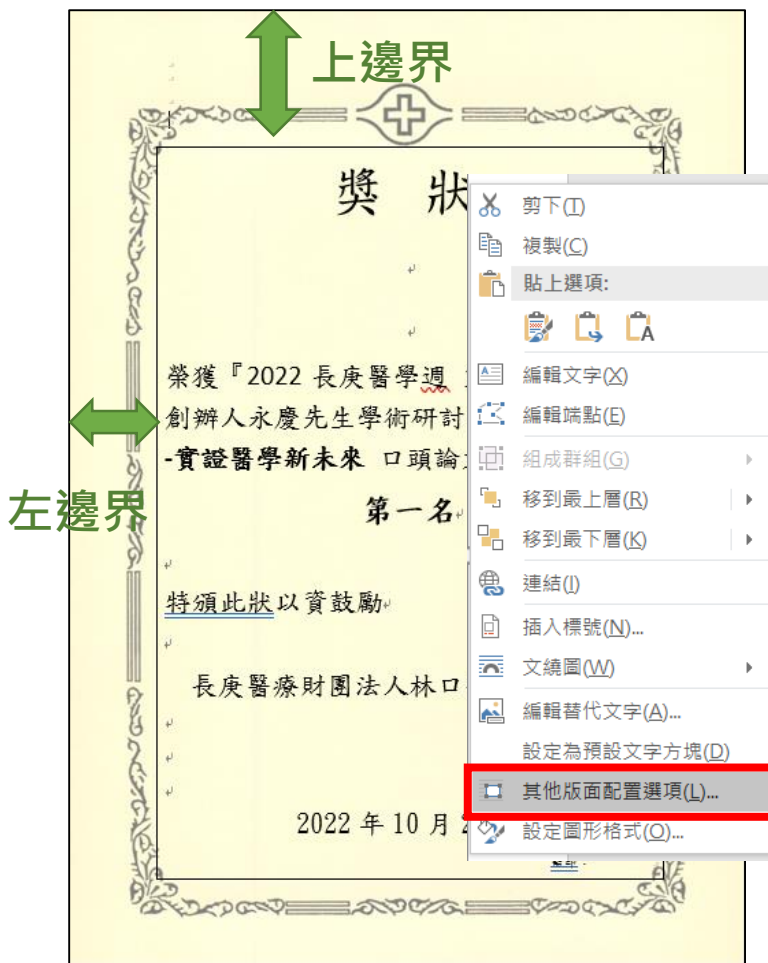 上邊界
獎 狀
榮獲『2022 長庚醫學週
創辦人永慶先生學術研討
-實證醫學新未來 口頭論
左邊界
第一名
特頒此狀以資鼓勵
長庚醫療財團法人林口
2022 年 10 月
剪下(T)
複製(C)
貼上選項:
編輯文字(X)
編輯端點(E)
組成群組(G)
移到最上層(R)
移到最下層(K)
連結(I)
插入標號(N)...
文繞圖(W)
編輯替代文字(A)...
設定為預設文字方塊(D)
其他版面配置選項(L)...
設定圖形格式(O)...